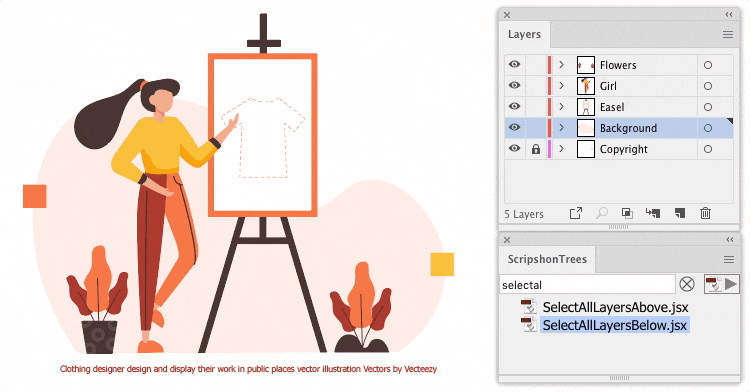 Layers
Flowers
Girl
Easel
Background
Copyright
5 Layers
ScripshonTrees
selectal
SelectAllLayersAbove.jsx
SelectAllLayersBelow.jsx
Clothing designer design and display their work in public places vector illustration Vectors by Vecteezy